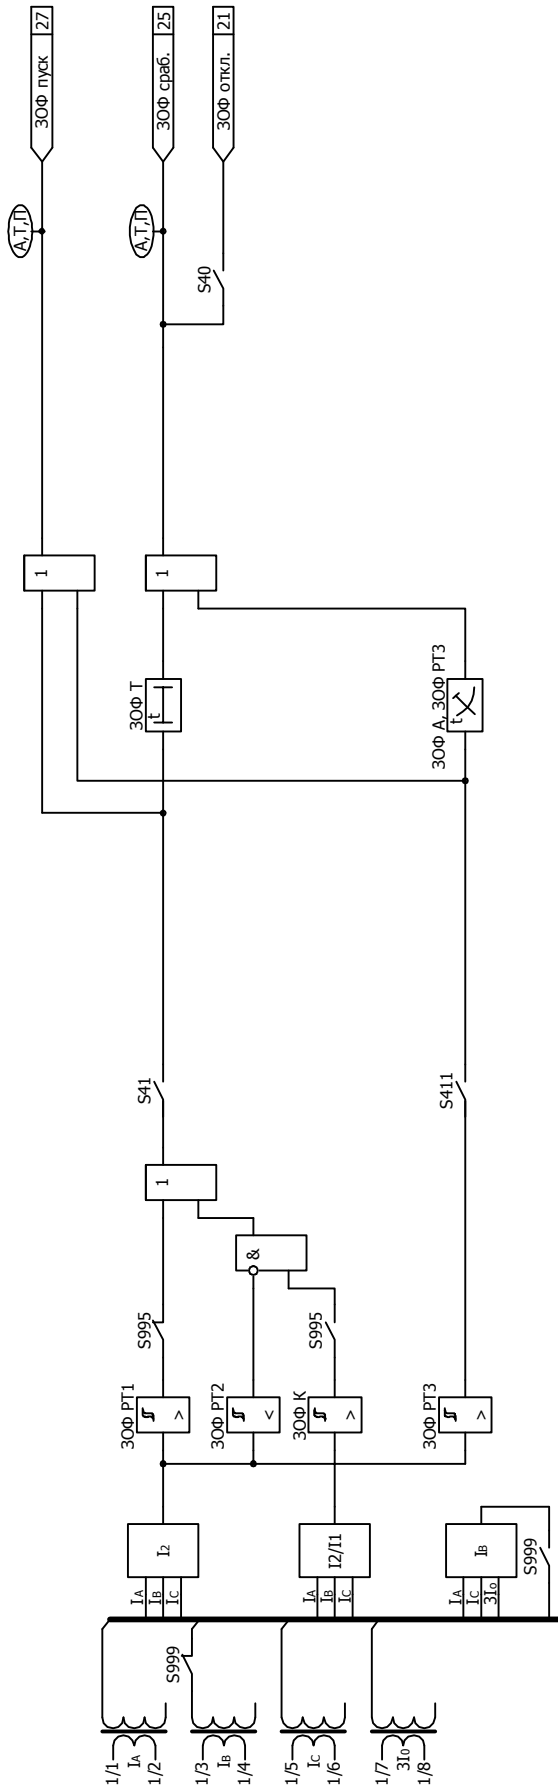 1/1
IA
1/2
1/3
IB
1/4
1/5
IC
1/6
1/7
3I0
1/8
S999
IA
IB
IC
I2
IA
IB
IC
I2/I1
IA
IC
3I0
IB
S999
ЗОФ РТ1
>
ЗОФ РТ2
<
ЗОФ К
>
ЗОФ РТ3
>
S995
S995
&
1
S41
S411
ЗОФ Т
t
ЗОФ А, ЗОФ РТ3
t
1
1
S40
А,Т,П
А,Т,П
ЗОФ пуск 27
ЗОФ сраб. 25
ЗОФ откл. 21